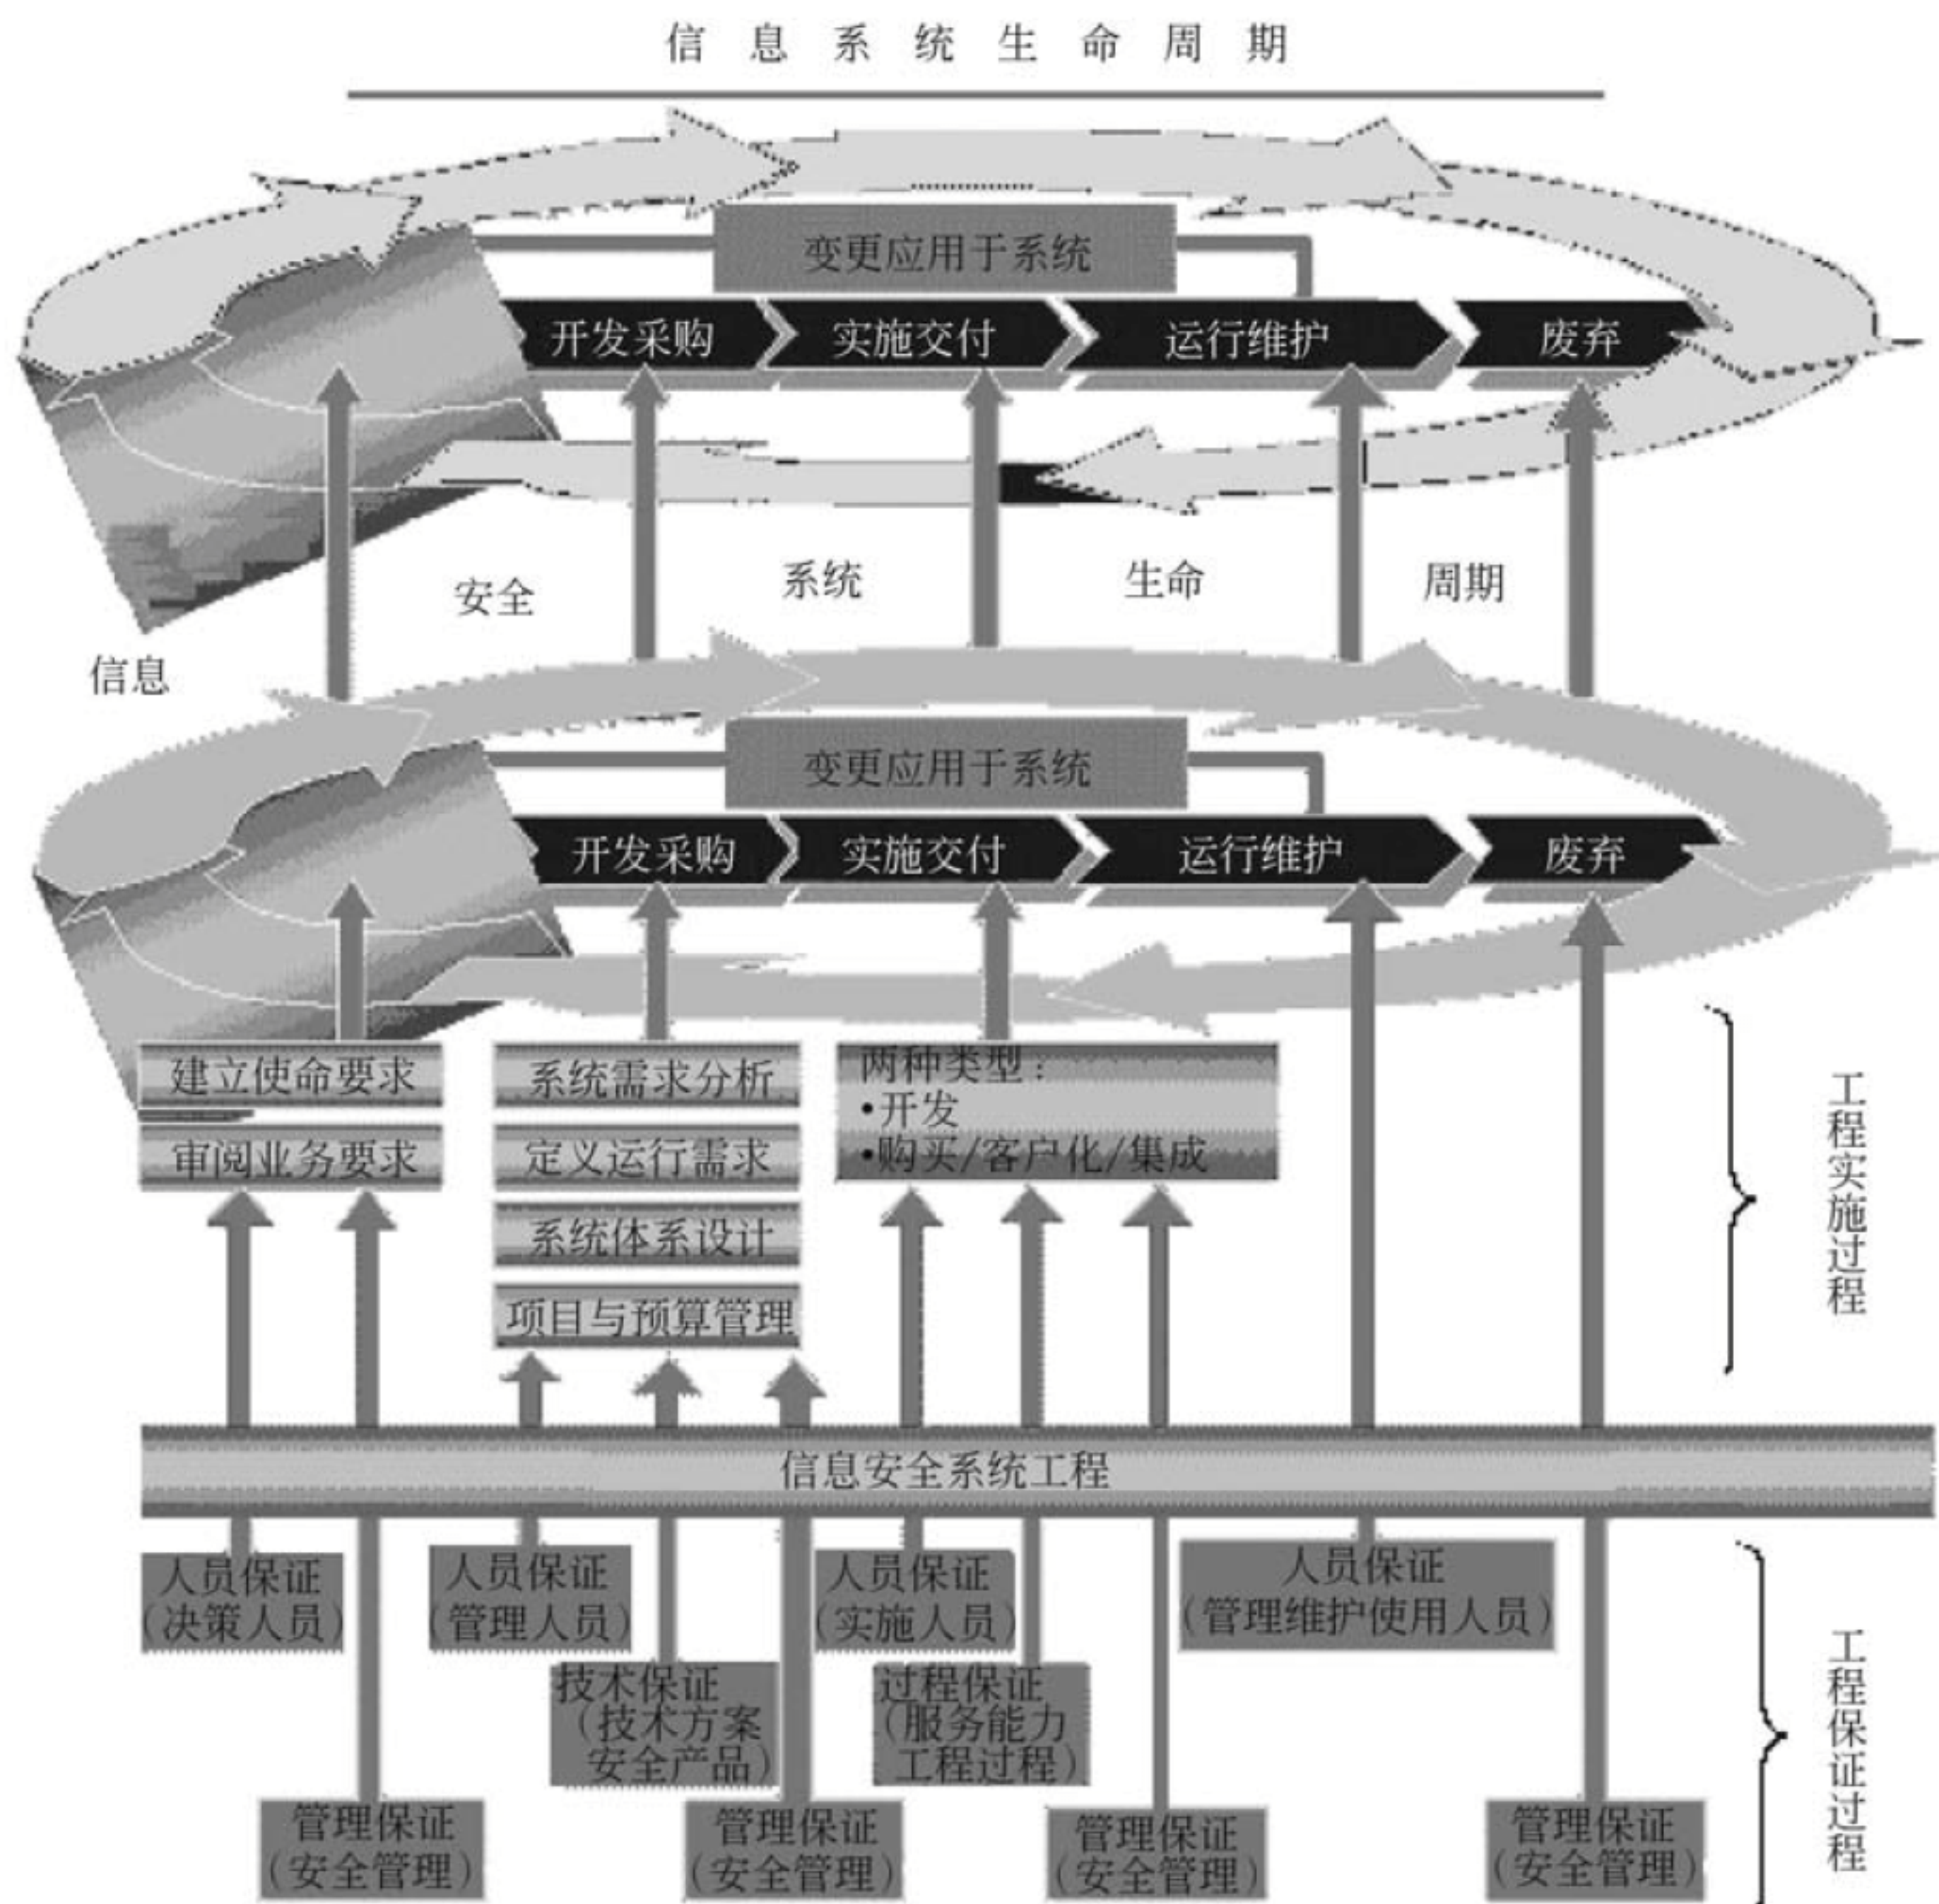 信息系统生命周期
变更应用于系统
开发采购
实施交付
运行维护
废弃
信息
安全
系统
生命
周期
变更应用于系统
开发采购
实施交付
运行维护
废弃
建立使命要求
审阅业务要求
系统需求分析
定义运行需求
系统体系设计
项目与预算管理
两种类型：
•开发
•购买/客户化/集成
工程实施过程
信息安全系统工程
人员保证
（决策人员）
人员保证
（管理人员）
人员保证
（实施人员）
人员保证
（管理维护使用人员）
技术保证
（技术方案
安全产品）
过程保证
（服务能力
工程过程）
管理保证
（安全管理）
管理保证
（安全管理）
管理保证
（安全管理）
管理保证
（安全管理）
工程保证过程